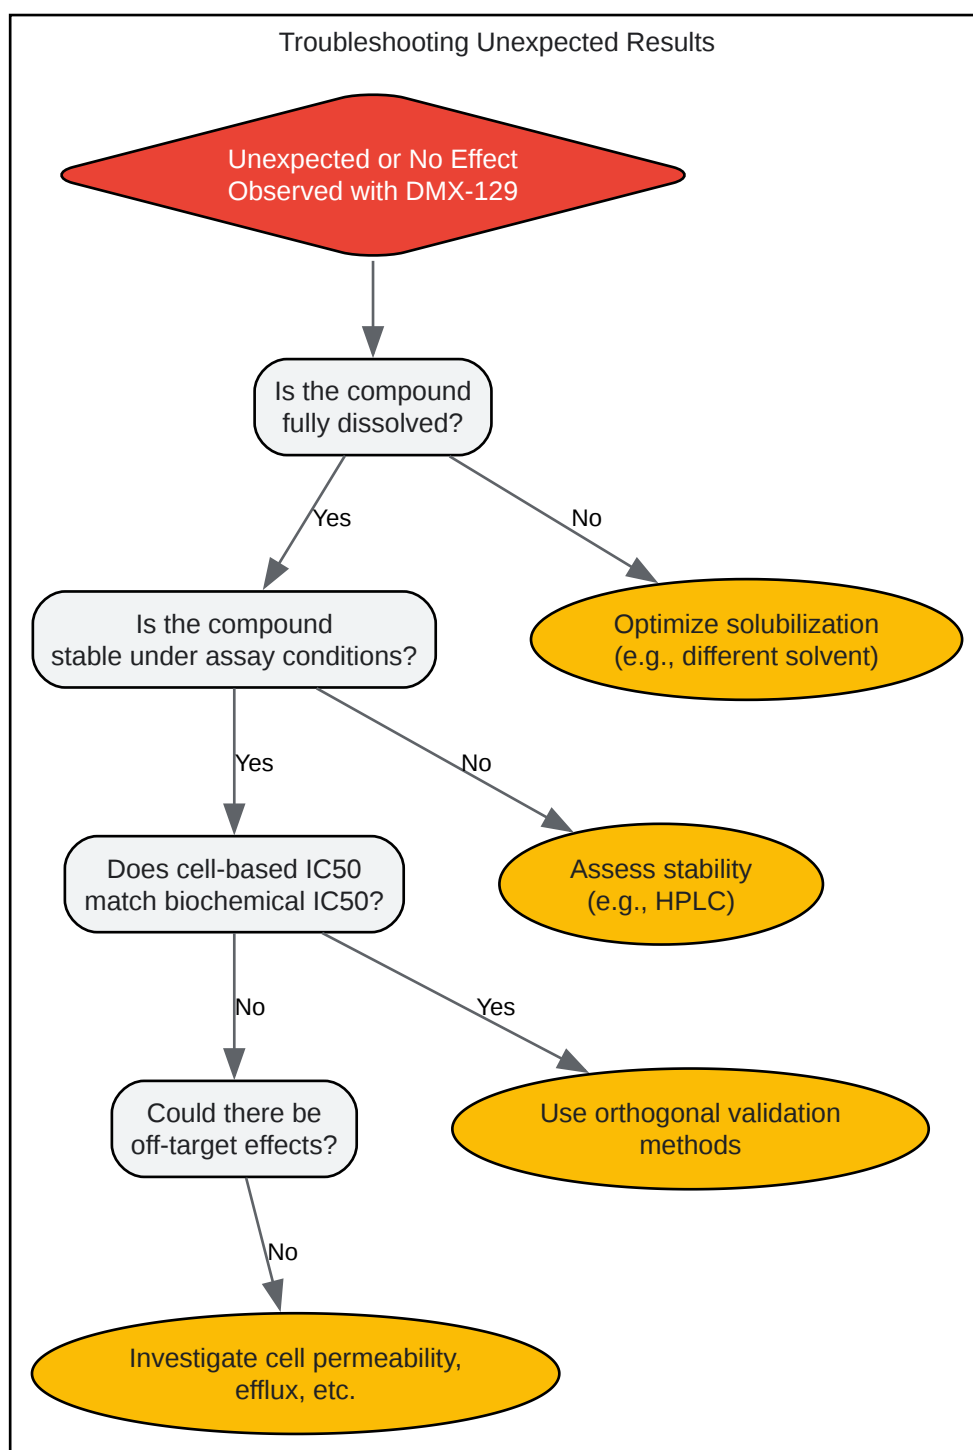 Troubleshooting Unexpected Results
Unexpected or No Effect
Observed with DMX-129
Is the compound
fully dissolved?
Yes
No
Is the compound
stable under assay conditions?
Optimize solubilization
(e.g., different solvent)
Yes
No
Does cell-based IC50
match biochemical IC50?
Assess stability
(e.g., HPLC)
No
Yes
Could there be
off-target effects?
Use orthogonal validation
methods
No
Investigate cell permeability,
efflux, etc.